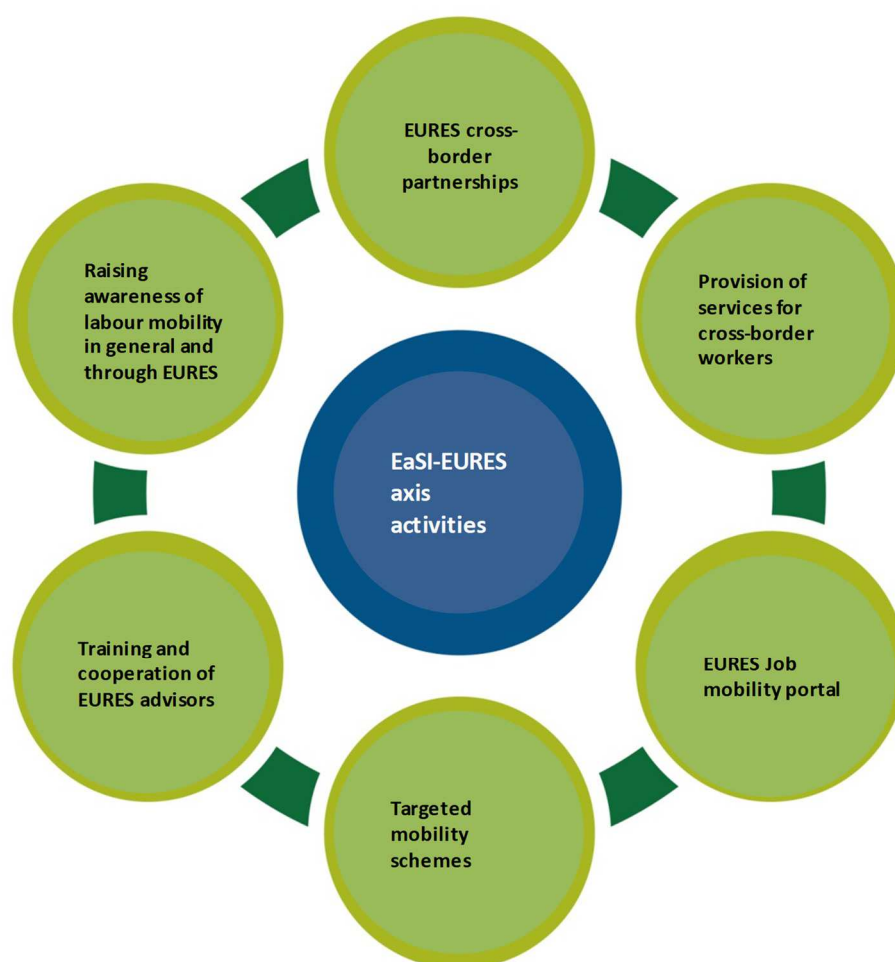 EURES cross-
border
partnerships
Provision of
services for
cross-border
workers
EURES Job
mobility portal
Targeted
mobility
schemes
Training and
cooperation of
EURES advisors
Raising
awareness of
labour mobility
in general and
through EURES
EaSI-EURES
axis
activities